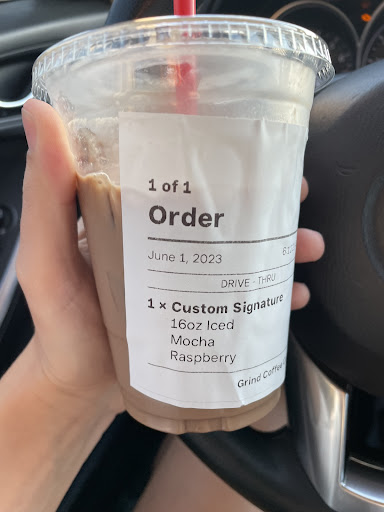 1 of 1
Order
June 1, 2023
DRIVE - THRU
1 × Custom Signature
16oz Iced
Mocha
Raspberry
Grind Coffee